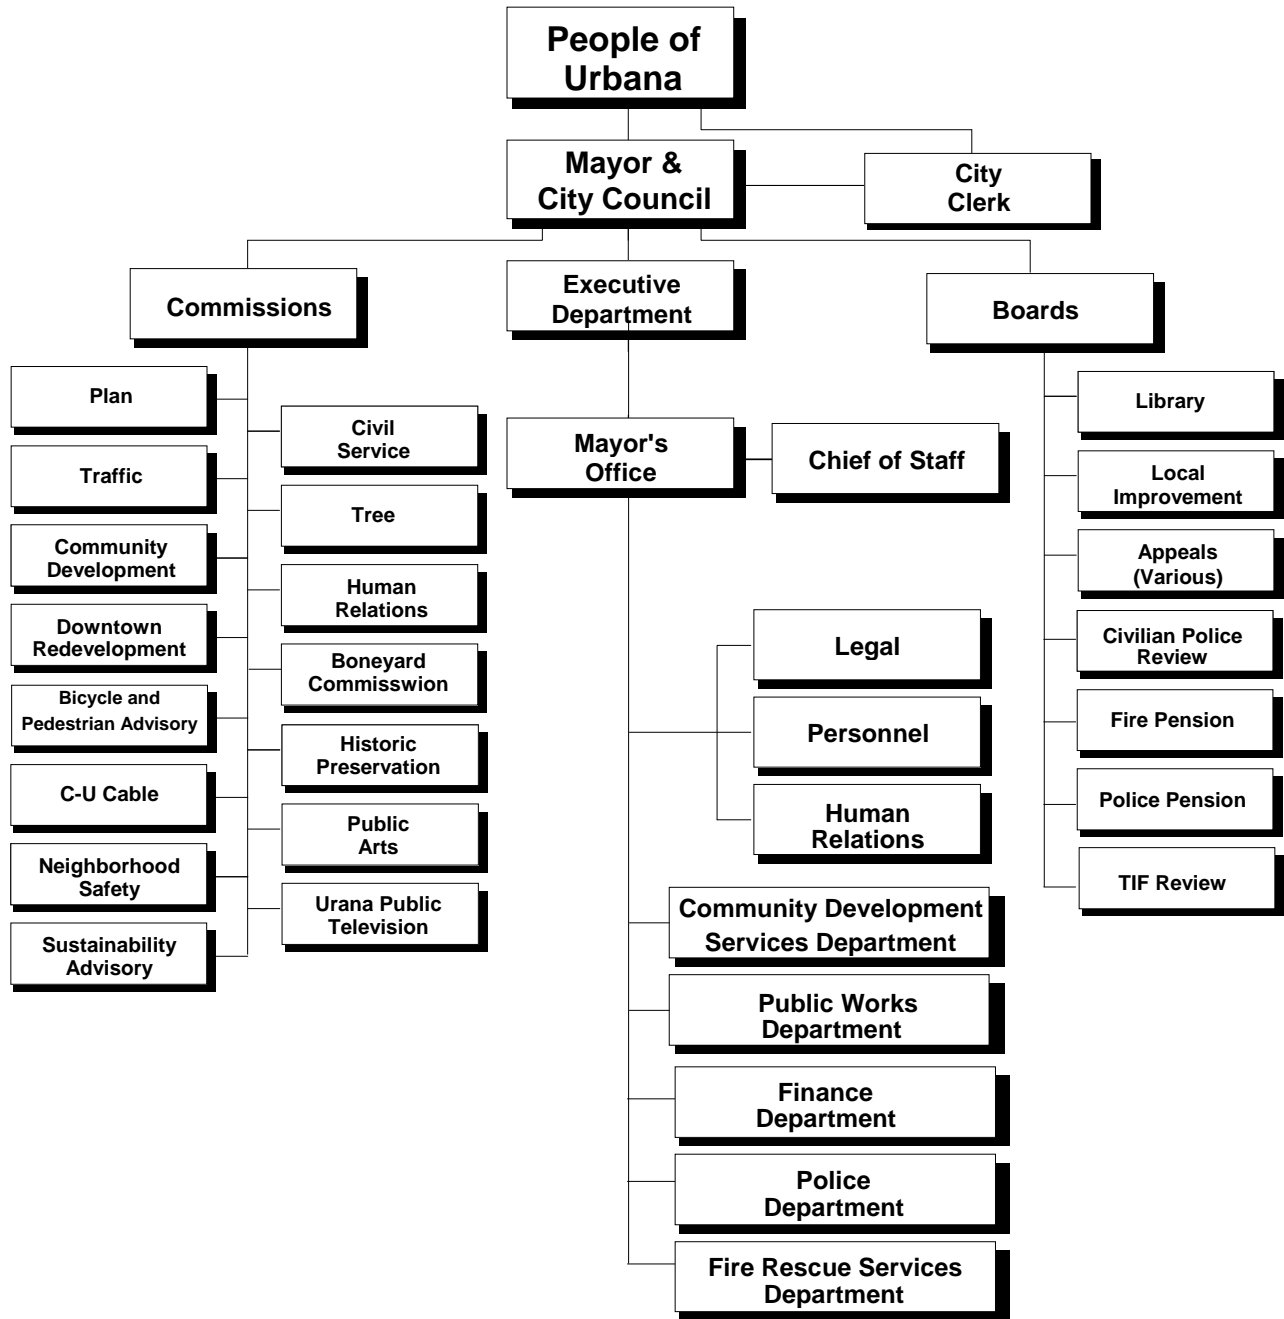 People of
Urbana
Mayor &
City Council
City
Clerk
Commissions
Executive
Department
Boards
Plan
Traffic
Community
Development
Downtown
Redevelopment
Bicycle and
Pedestrian Advisory
C-U Cable
Neighborhood
Safety
Sustainability
Advisory
Civil
Service
Tree
Human
Relations
Boneyard
Commisswion
Historic
Preservation
Public
Arts
Urana Public
Television
Mayor's
Office
Chief of Staff
Legal
Personnel
Human
Relations
Community Development
Services Department
Public Works
Department
Finance
Department
Police
Department
Fire Rescue Services
Department
Library
Local
Improvement
Appeals
(Various)
Civilian Police
Review
Fire Pension
Police Pension
TIF Review